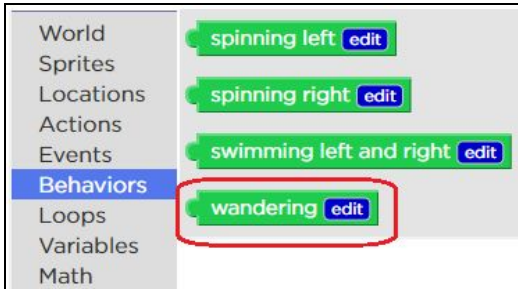 World
Sprites
Locations
Actions
Events
Behaviors
Loops
Variables
Math
spinning left edit
spinning right edit
swimming left and right edit
wandering edit